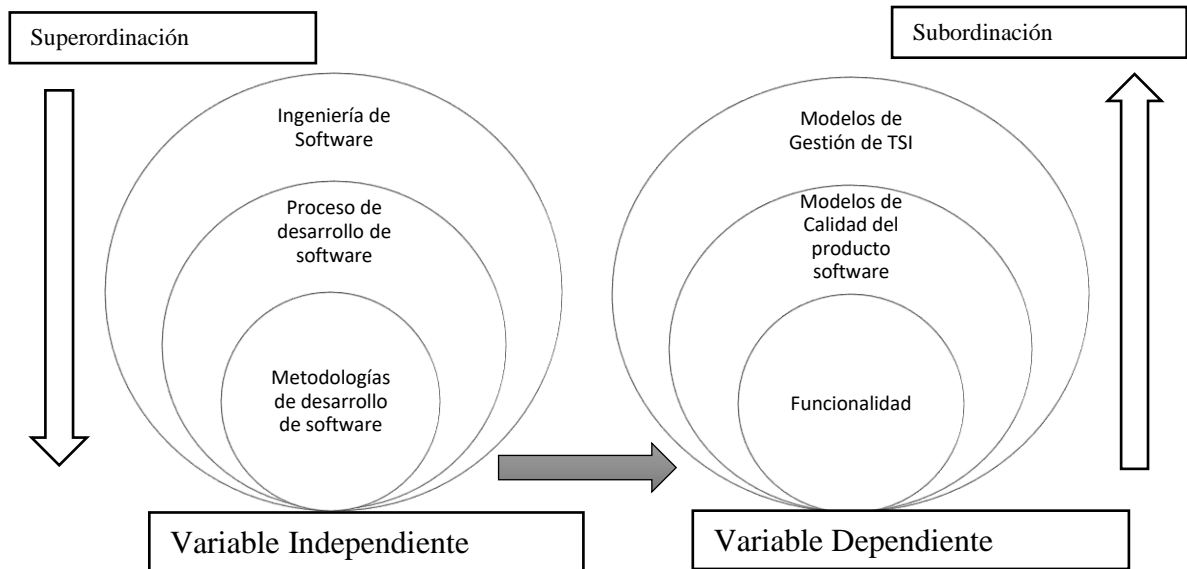 Superordinación
Subordinación
Ingeniería de
Software
Proceso de
desarrollo de
software
Metodologías
de desarrollo
de software
Modelos de
Gestión de TSI
Modelos de
Calidad del
producto
software
Funcionalidad
Variable Independiente
Variable Dependiente